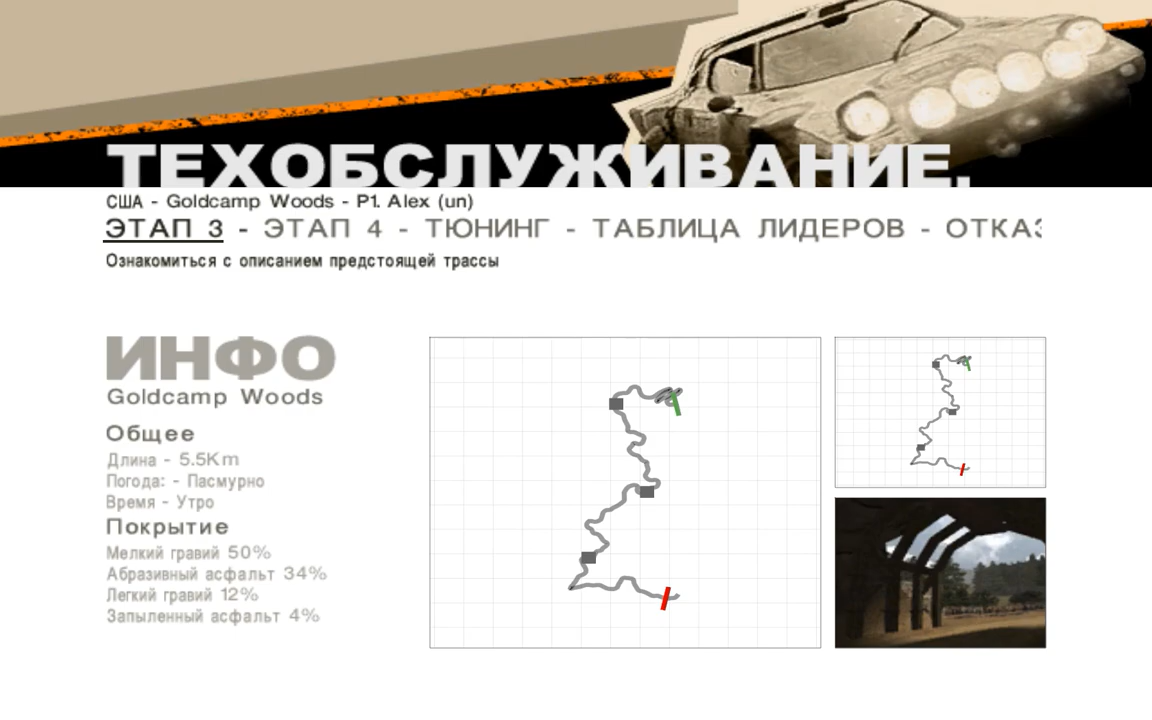 ТЕХОБСЛУЖИВАНИЕ.
США - Goldcamp Woods - P1. Alex (un)
ЭТАП 3 - ЭТАП 4 - ТЮНИНГ - ТАБЛИЦА ЛИДЕРОВ - ОТКАЗ
Ознакомиться с описанием предстоящей трассы
ИНФО
Goldcamp Woods
Общее
Длина - 5.5Km
Погода: - Пасмурно
Время - Утро
Покрытие
Мелкий гравий 50%
Абразивный асфальт 34%
Легкий гравий 12%
Запыленный асфальт 4%